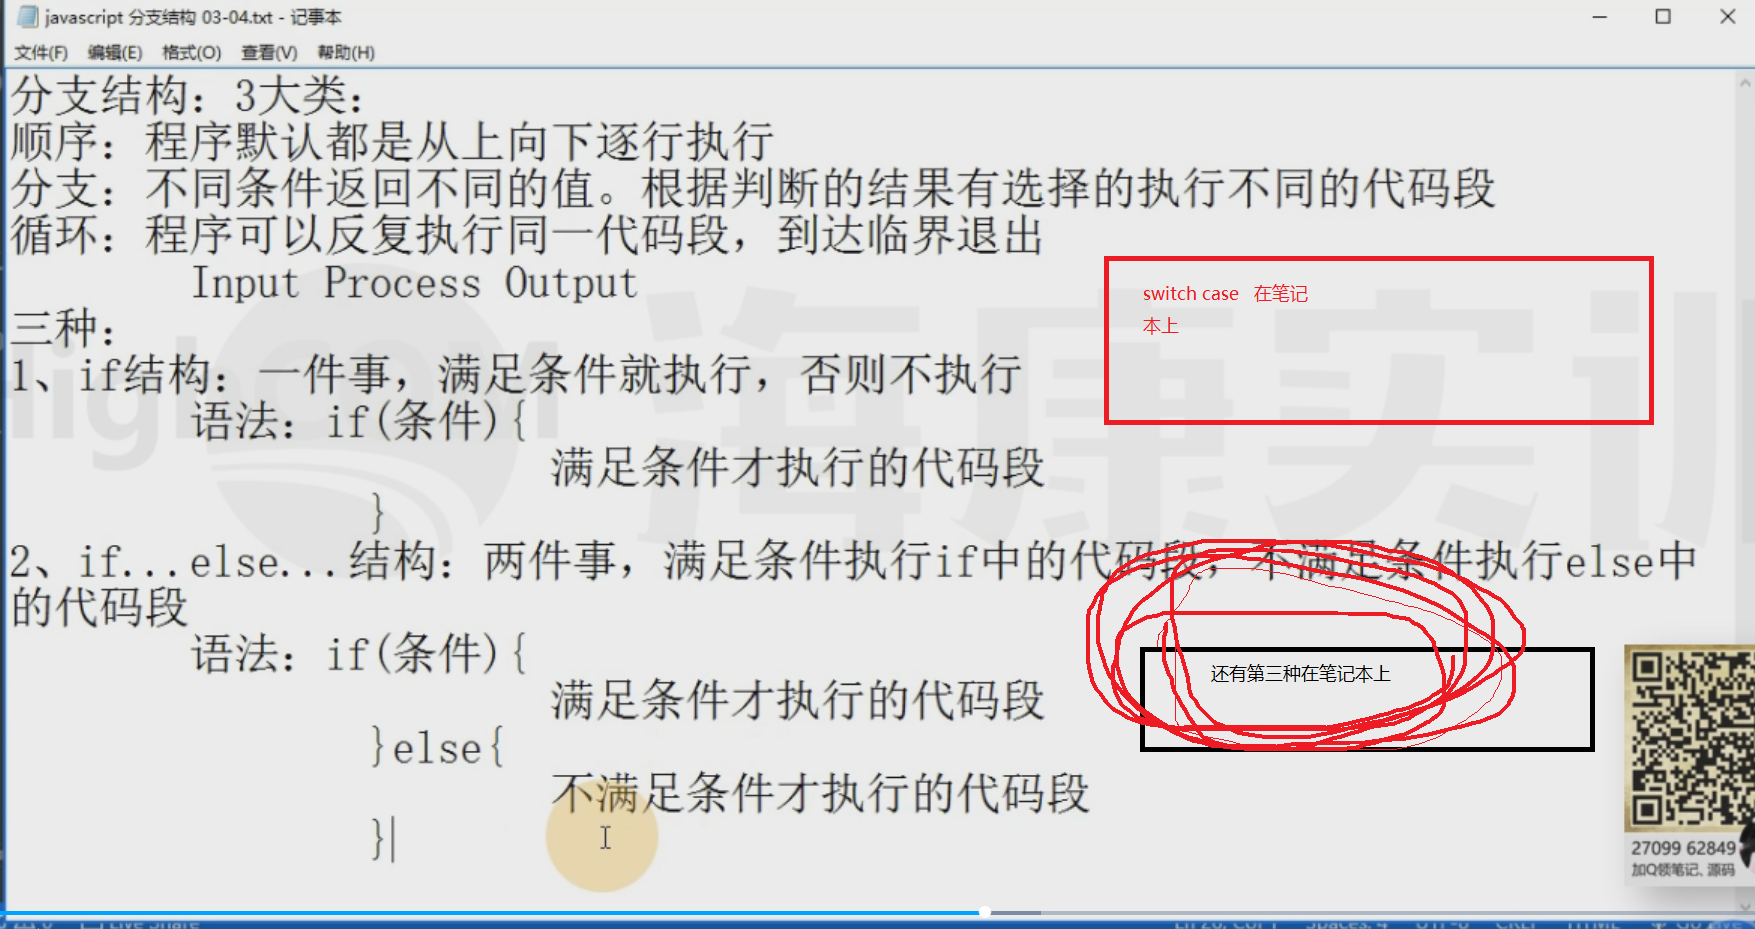 javascript 分支结构 03-04.txt - 记事本
文件(F) 编辑(E) 格式(O) 查看(V) 帮助(H)
分支结构：3大类：
顺序：程序默认都是从上向下逐行执行
分支：不同条件返回不同的值。根据判断的结果有选择的执行不同的代码段
循环：程序可以反复执行同一代码段，到达临界退出
Input Process Output
三种：
1、if结构：一件事，满足条件就执行，否则不执行
语法：if(条件){
满足条件才执行的代码段
}
2、if...else...结构：两件事，满足条件执行if中的代码段，不满足条件执行else中
的代码段
语法：if(条件){
满足条件才执行的代码段
}else{
不满足条件才执行的代码段
}
switch case 在笔记
本上
还有第三种在笔记本上
海康实训
27099 62849
加Q领笔记、源码
Live Share